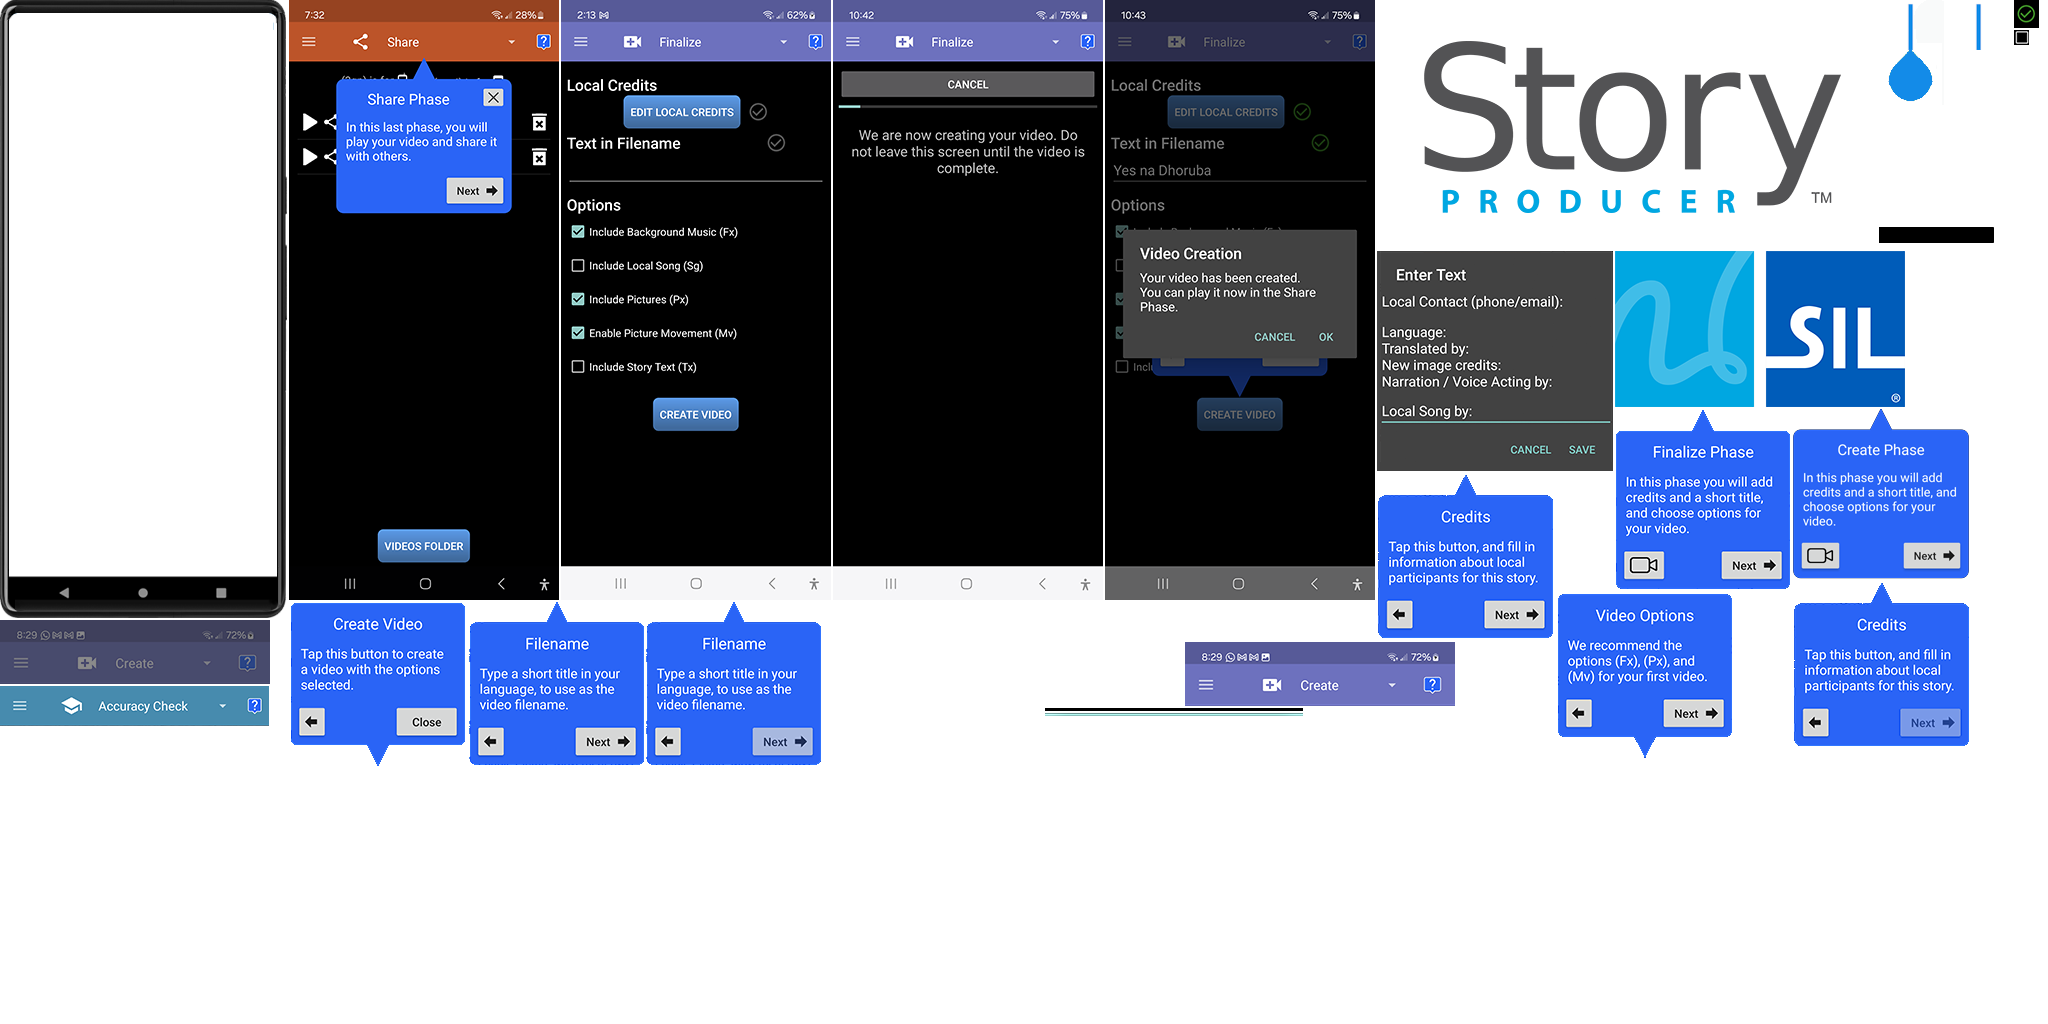 7:32
28%
Share
Share Phase
In this last phase, you will
play your video and share it
with others.
Next
VIDEOS FOLDER
2:13
62%
Finalize
Local Credits
EDIT LOCAL CREDITS
Text in Filename
Options
Include Background Music (Fx)
Include Local Song (Sg)
Include Pictures (Px)
Enable Picture Movement (Mv)
Include Story Text (Tx)
CREATE VIDEO
10:42
75%
Finalize
CANCEL
We are now creating your video. Do
not leave this screen until the video is
complete.
10:43
75%
Finalize
Local Credits
EDIT LOCAL CREDITS
Text in Filename
Yes na Dhoruba
Options
Video Creation
Your video has been created.
You can play it now in the Share
Phase.
CANCEL OK
CREATE VIDEO
Story
PRODUCER
TM
Enter Text
Local Contact (phone/email):
Language:
Translated by:
New image credits:
Narration / Voice Acting by:
Local Song by:
CANCEL SAVE
SIL
®
Finalize Phase
In this phase you will add
credits and a short title,
and choose options for
your video.
Next
Create Phase
In this phase you will add
credits and a short title, and
choose options for your
video.
Next
Credits
Tap this button, and fill in
information about local
participants for this story.
Next
Video Options
We recommend the
options (Fx), (Px), and
(Mv) for your first video.
Next
Credits
Tap this button, and fill in
information about local
participants for this story.
Next
8:29
72%
Create
Accuracy Check
Create Video
Tap this button to create
a video with the options
selected.
Close
Filename
Type a short title in your
language, to use as the
video filename.
Next
Filename
Type a short title in your
language, to use as the
video filename.
Next
8:29
72%
Create